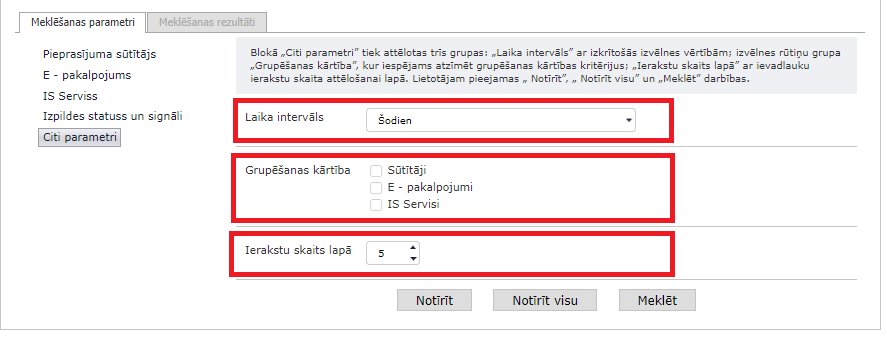 Meklēšanas parametri
Meklēšanas rezultāti
Pieprasījuma sūtītājs
E - pakalpojums
IS Serviss
Izpildes statuss un signāli
Citi parametri
Blokā „Citi parametri” tiek attēlotas trīs grupas: „Laika intervāls” ar izkrītošās izvēlnes vērtībām; izvēlnes rūtiņu grupa
„Grupēšanas kārtība”, kur iespējams atzīmēt grupēšanas kārtības kritērijus; „Ierakstu skaits lapā” ar ievadlauku
ierakstu skaita attēlošanai lapā. Lietotājam pieejamas „ Notīrīt”, „ Notīrīt visu” un „Meklēt” darbības.
Laika intervāls
Šodien
Grupēšanas kārtība
Sūtītāji
E - pakalpojumi
IS Servisi
Ierakstu skaits lapā
5
Notīrīt
Notīrīt visu
Meklēt